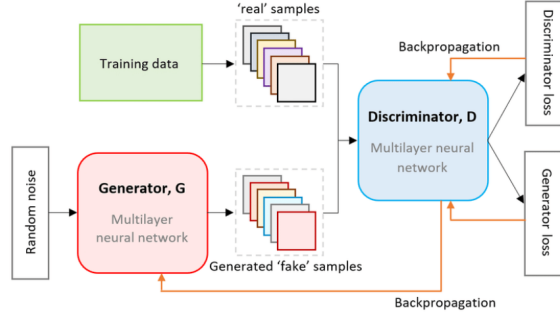 'real' samples
Training data
Backpropagation
Discriminator loss
Discriminator, D
Multilayer neural
network
Random noise
Generator, G
Multilayer
neural network
Generated 'fake' samples
Generator loss
Backpropagation